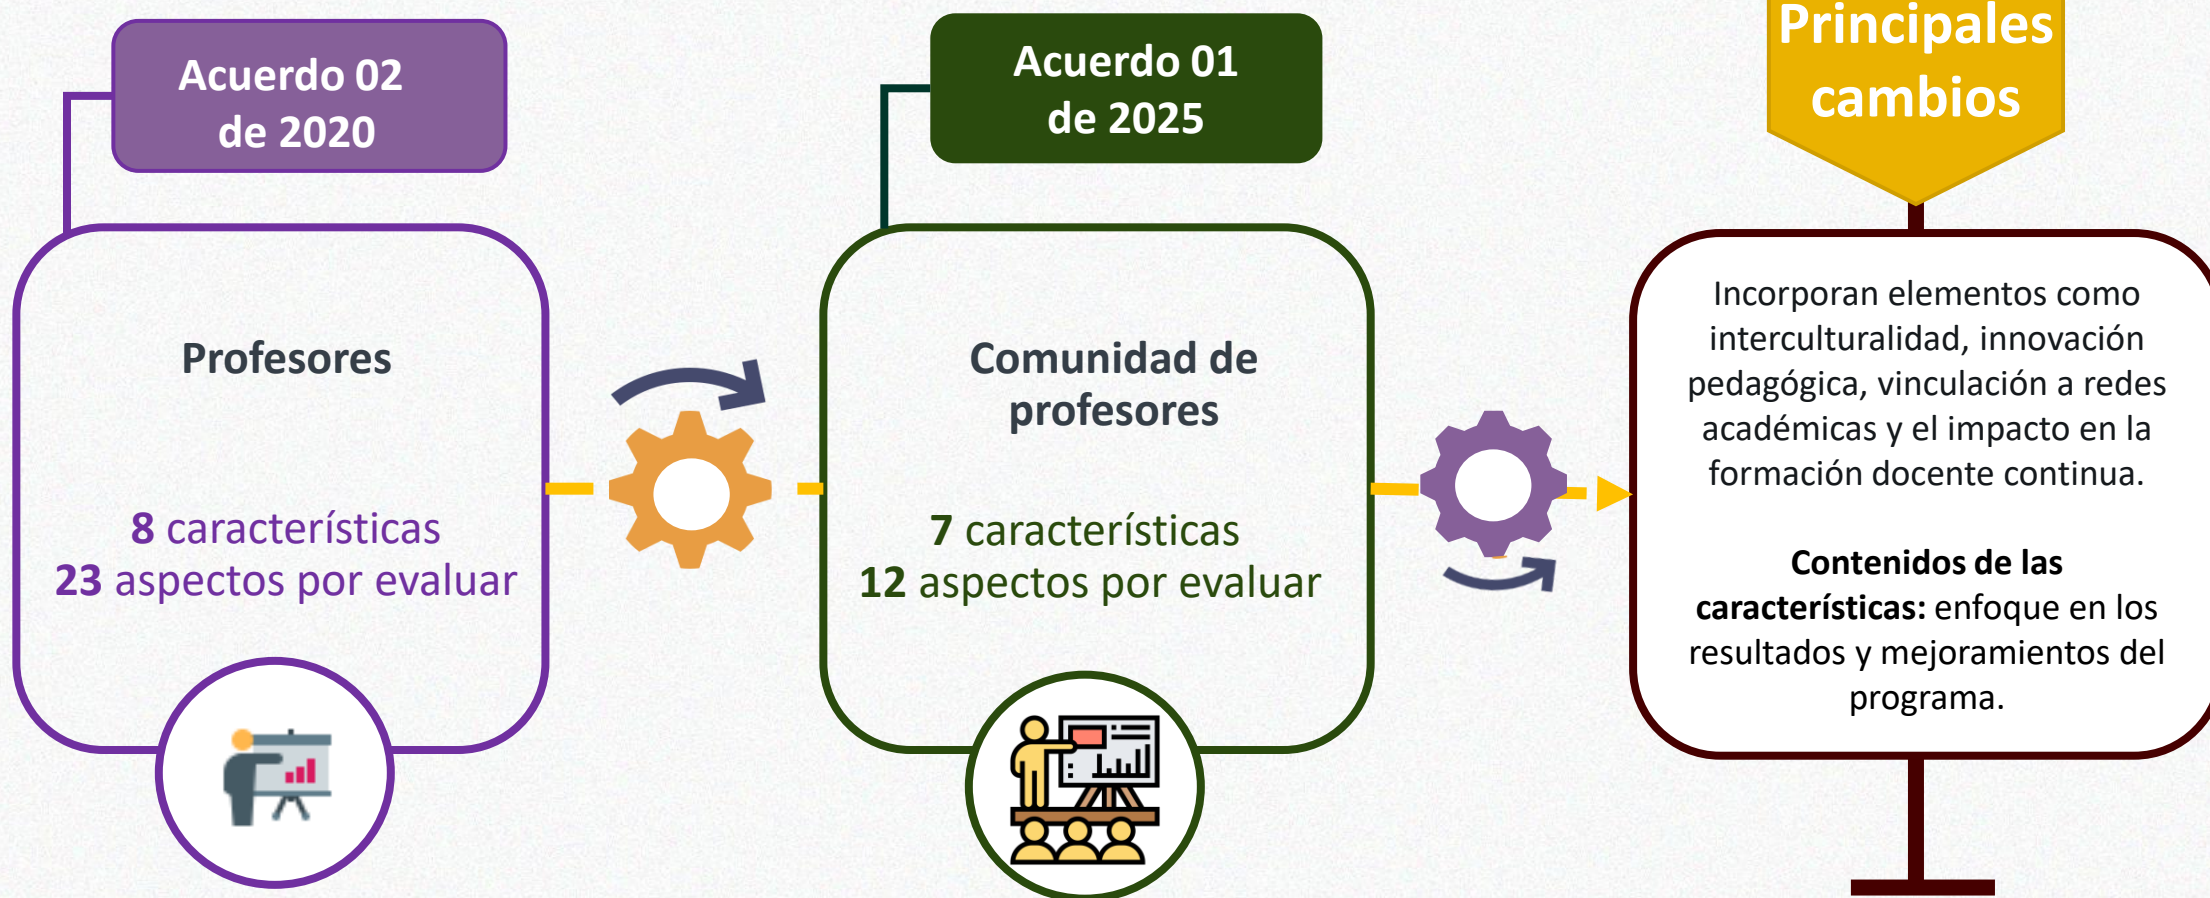 Acuerdo 02
de 2020
Profesores
8 características
23 aspectos por evaluar
Acuerdo 01
de 2025
Comunidad de
profesores
7 características
12 aspectos por evaluar
Principales
cambios
Incorporan elementos como
interculturalidad, innovación
pedagógica, vinculación a redes
académicas y el impacto en la
formación docente continua.
Contenidos de las
características: enfoque en los
resultados y mejoramientos del
programa.